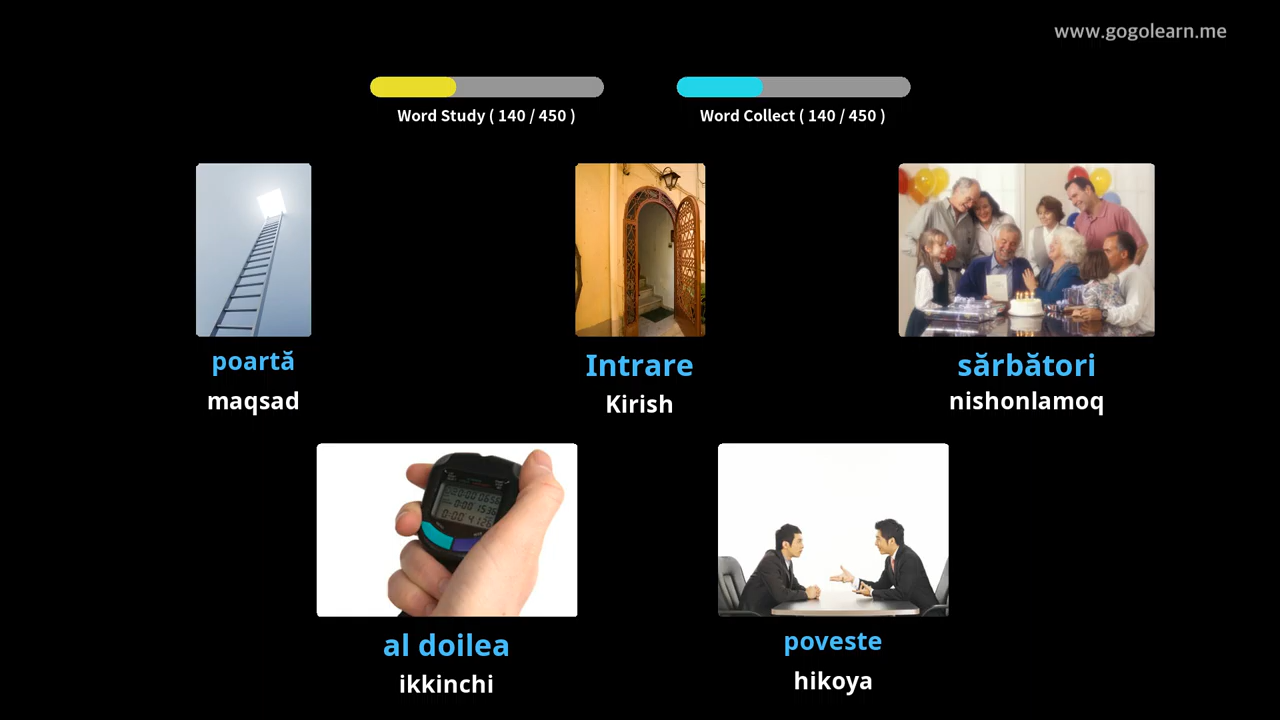 www.gogolearn.me
Word Study ( 140 / 450 )
Word Collect ( 140 / 450 )
poartă
maqsad
Intrare
Kirish
sărbători
nishonlamoq
al doilea
ikkinchi
poveste
hikoya